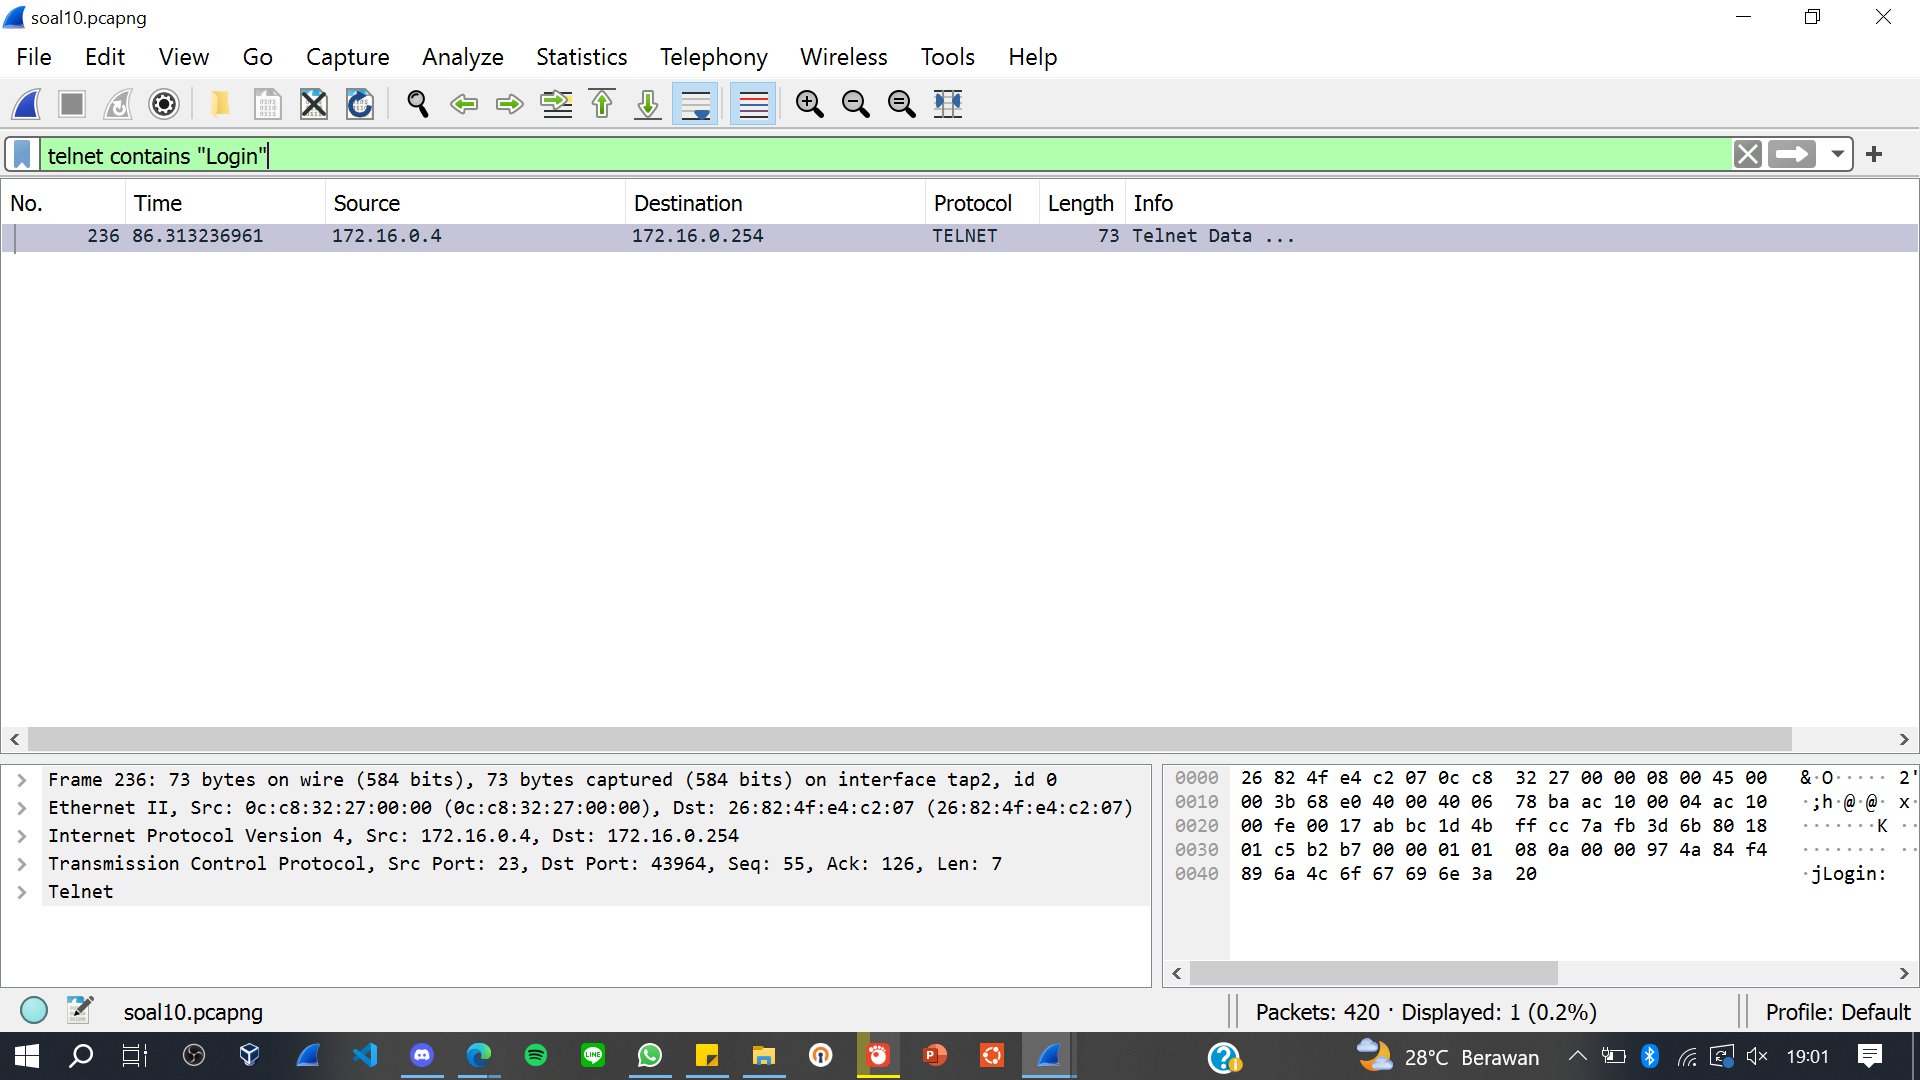 soal10.pcapng
File Edit View Go Capture Analyze Statistics Telephony Wireless Tools Help
telnet contains "Login"
No. Time Source Destination Protocol Length Info
236 86.313236961 172.16.0.4 172.16.0.254 TELNET 73 Telnet Data ...
Frame 236: 73 bytes on wire (584 bits), 73 bytes captured (584 bits) on interface tap2, id 0
Ethernet II, Src: 0c:c8:32:27:00:00 (0c:c8:32:27:00:00), Dst: 26:82:4f:e4:c2:07 (26:82:4f:e4:c2:07)
Internet Protocol Version 4, Src: 172.16.0.4, Dst: 172.16.0.254
Transmission Control Protocol, Src Port: 23, Dst Port: 43964, Seq: 55, Ack: 126, Len: 7
Telnet
0000 26 82 4f e4 c2 07 0c c8 32 27 00 00 08 00 45 00 &·O····· 2'
0010 00 3b 68 e0 40 00 40 06 78 ba ac 10 00 04 ac 10 ·;h·@·@· x·
0020 00 fe 00 17 ab bc 1d 4b ff cc 7a fb 3d 6b 80 18 ·······K ··
0030 01 c5 b2 b7 00 00 01 01 08 0a 00 00 97 4a 84 f4 ········ ··
0040 89 6a 4c 6f 67 69 6e 3a 20 ·jLogin:
soal10.pcapng
Packets: 420 · Displayed: 1 (0.2%)
Profile: Default
28°C Berawan
19:01